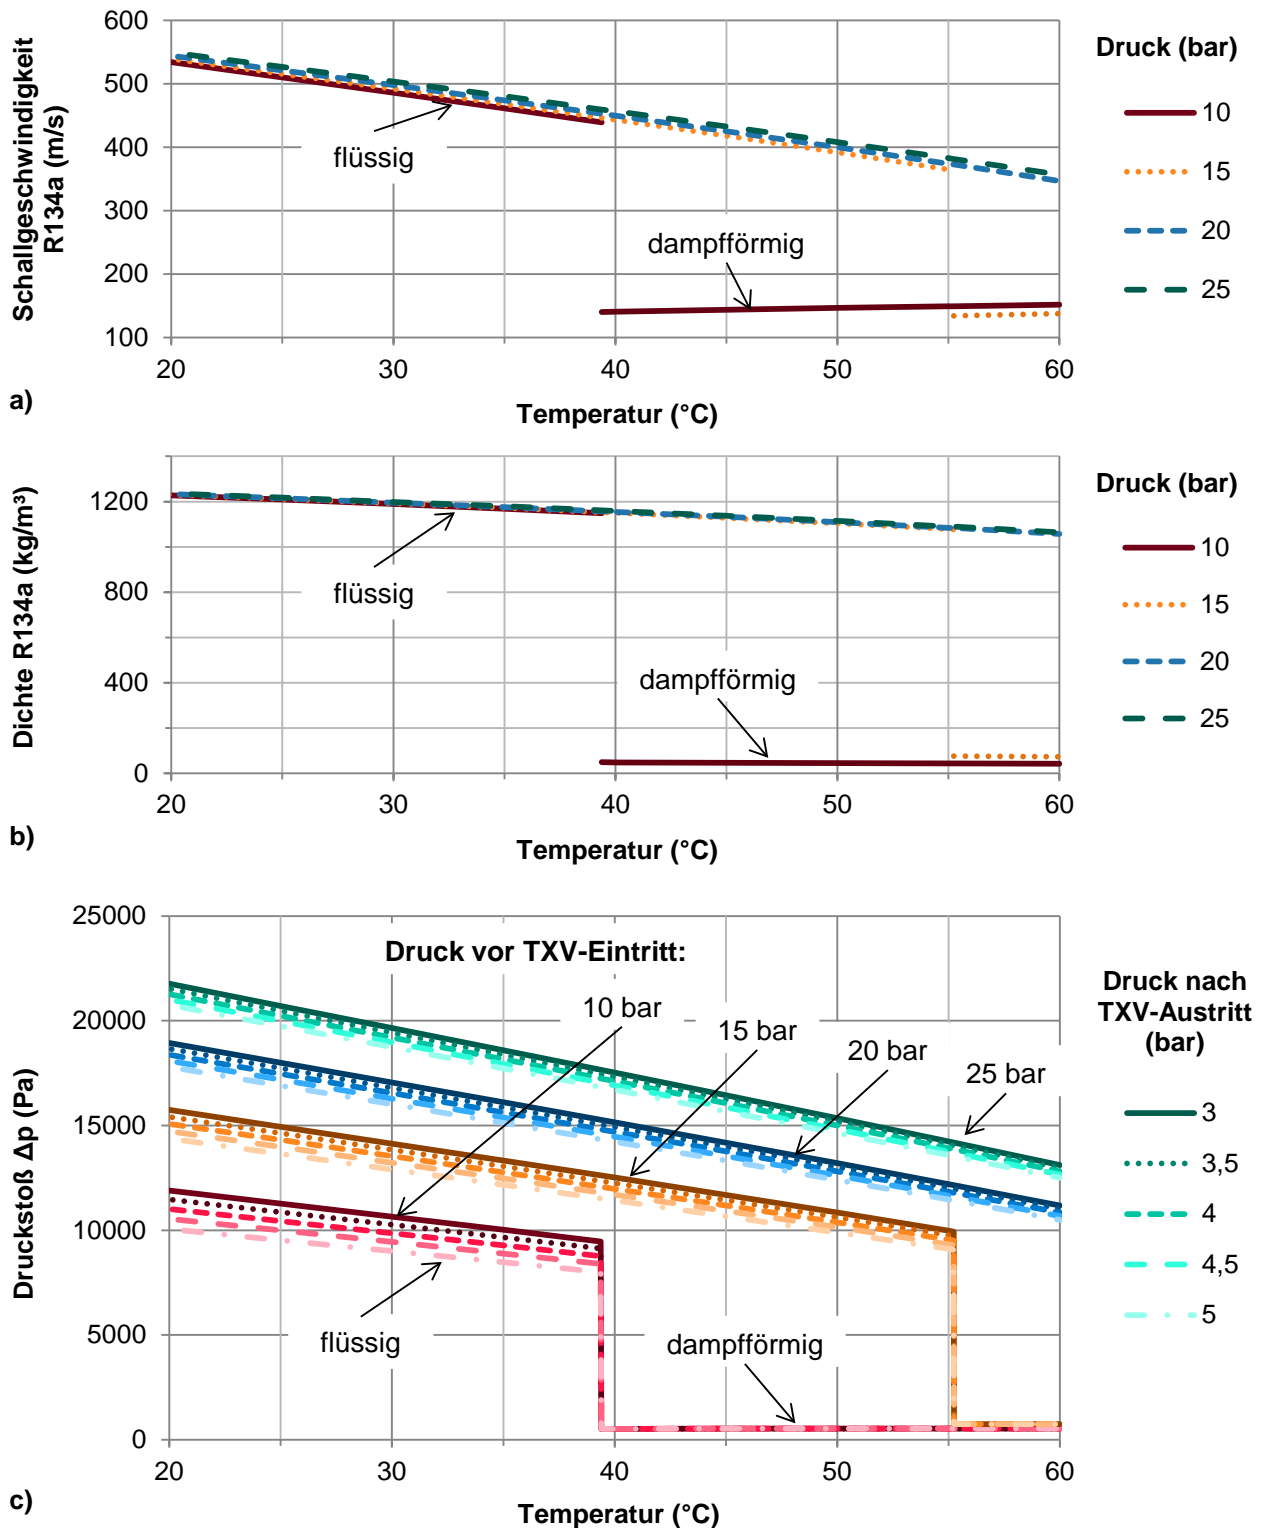 600
500
400
300
200
100
Schallgeschwindigkeit
R134a (m/s)
flüssig
dampfförmig
20
30
40
50
60
Temperatur (°C)
a)
Druck (bar)
10
15
20
25
1200
800
400
0
Dichte R134a (kg/m³)
flüssig
dampfförmig
20
30
40
50
60
Temperatur (°C)
b)
Druck (bar)
10
15
20
25
25000
20000
15000
10000
5000
0
Druckstoß Δp (Pa)
Druck vor TXV-Eintritt:
10 bar
15 bar
20 bar
25 bar
flüssig
dampfförmig
20
30
40
50
60
Temperatur (°C)
c)
Druck nach
TXV-Austritt
(bar)
3
3,5
4
4,5
5